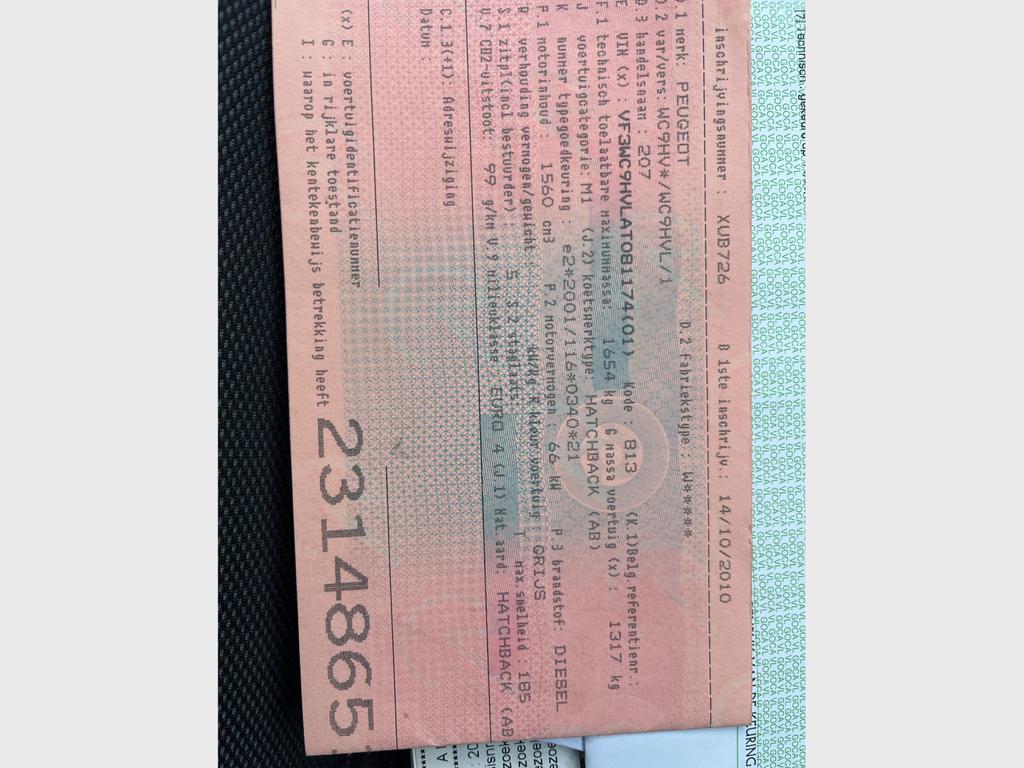 inschrijvingsnummer : XUB726 B 1ste inschrijv.: 14/10/2010
D 1 merk: PEUGEOT D.2 fabriekstype : W*****
D 2 var/vers: WC9HV*/WC9HVL/1
D 3 handelsnaam : 207
E VIN (x) : VF3WC9HVLAT081174(01) Kode : 813 (K.1)Belg.referentienr.:
F.1 technisch toelaatbare maximummassa: 1654 kg G massa voertuig (x) : 1317 kg
J voertuigcategorie: M1 (J.2) koetswerktype: HATCHBACK (AB)
K nummer typegoedkeuring : e2*2001/116*0340*21
P.1 motorinhoud : 1560 cm3 P.2 motorvermogen : 66 kW P.3 brandstof: DIESEL
Q verhouding vermogen/gewicht : kW/kg R kleur voertuig : GRIJS
S.1 zitpl(incl bestuurder) : 5 S.2 staplaats: T max.snelheid : 185
V.7 CO2-uitstoot: 99 g/km V.9 milieuklasse: EURO 4 (J.1) Nat.aard: HATCHBACK (AB
C.1.3(+1): Adreswijziging
Datum :
(x) E : voertuigidentificatienummer
G : in rijklare toestand
I : waarop het kentekenbewijs betrekking heeft
2314865